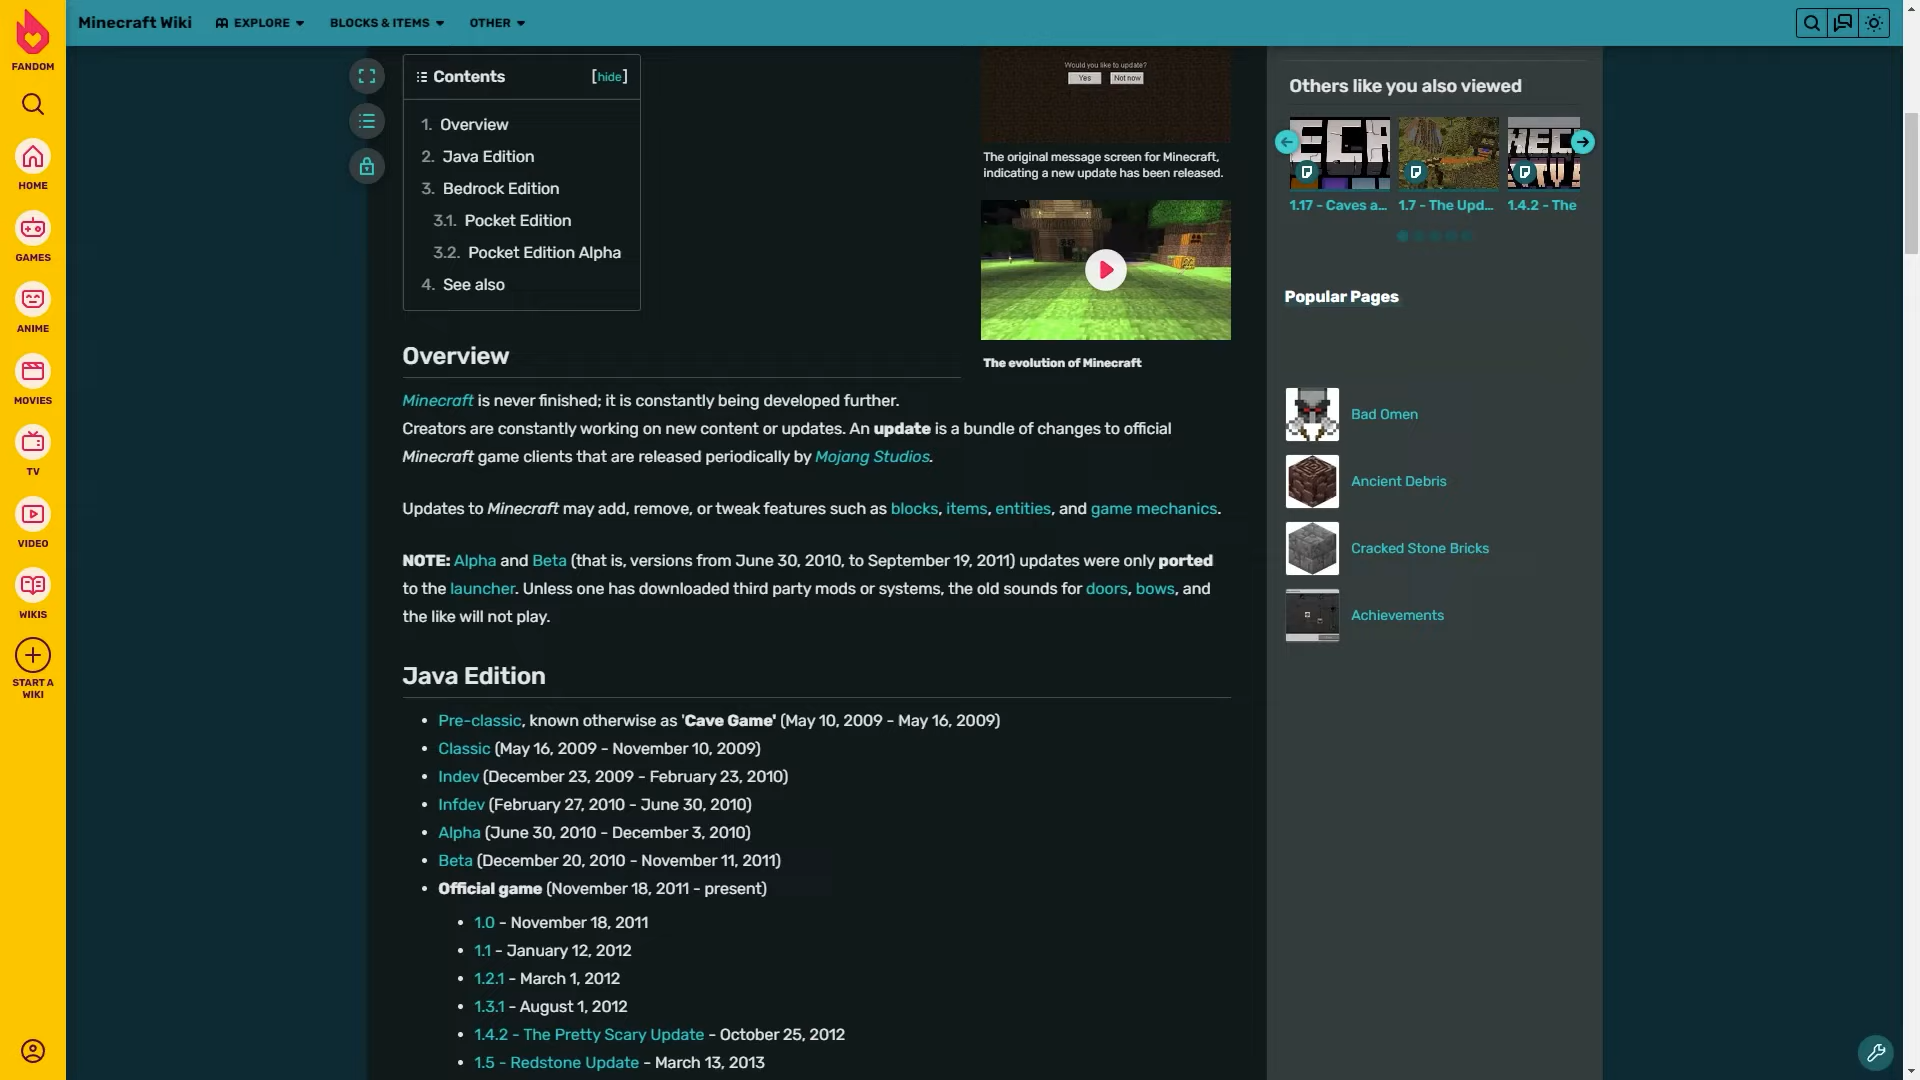 Minecraft Wiki
EXPLORE
BLOCKS & ITEMS
OTHER
FANDOM
HOME
GAMES
ANIME
MOVIES
TV
VIDEO
WIKIS
START A
WIKI
Contents [hide]
1. Overview
2. Java Edition
3. Bedrock Edition
3.1. Pocket Edition
3.2. Pocket Edition Alpha
4. See also
Would you like to update?
Yes Not now
The original message screen for Minecraft,
indicating a new update has been released.
The evolution of Minecraft
Overview
Minecraft is never finished; it is constantly being developed further.
Creators are constantly working on new content or updates. An update is a bundle of changes to official
Minecraft game clients that are released periodically by Mojang Studios.
Updates to Minecraft may add, remove, or tweak features such as blocks, items, entities, and game mechanics.
NOTE: Alpha and Beta (that is, versions from June 30, 2010, to September 19, 2011) updates were only ported
to the launcher. Unless one has downloaded third party mods or systems, the old sounds for doors, bows, and
the like will not play.
Java Edition
• Pre-classic, known otherwise as 'Cave Game' (May 10, 2009 - May 16, 2009)
• Classic (May 16, 2009 - November 10, 2009)
• Indev (December 23, 2009 - February 23, 2010)
• Infdev (February 27, 2010 - June 30, 2010)
• Alpha (June 30, 2010 - December 3, 2010)
• Beta (December 20, 2010 - November 11, 2011)
• Official game (November 18, 2011 - present)
• 1.0 - November 18, 2011
• 1.1 - January 12, 2012
• 1.2.1 - March 1, 2012
• 1.3.1 - August 1, 2012
• 1.4.2 - The Pretty Scary Update - October 25, 2012
• 1.5 - Redstone Update - March 13, 2013
Others like you also viewed
1.17 - Caves a...
1.7 - The Upd...
1.4.2 - The
Popular Pages
Bad Omen
Ancient Debris
Cracked Stone Bricks
Achievements